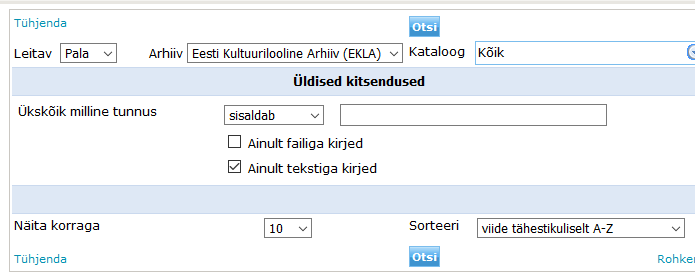 Tühjenda Otsi
Leitav Pala Arhiiv Eesti Kultuurilooline Arhiiv (EKLA) Kataloog Kõik
Üldised kitsendused
Ükskõik milline tunnus sisaldab
Ainult failiga kirjed
Ainult tekstiga kirjed
Näita korraga 10 Sorteeri viide tähestikuliselt A-Z
Tühjenda Otsi